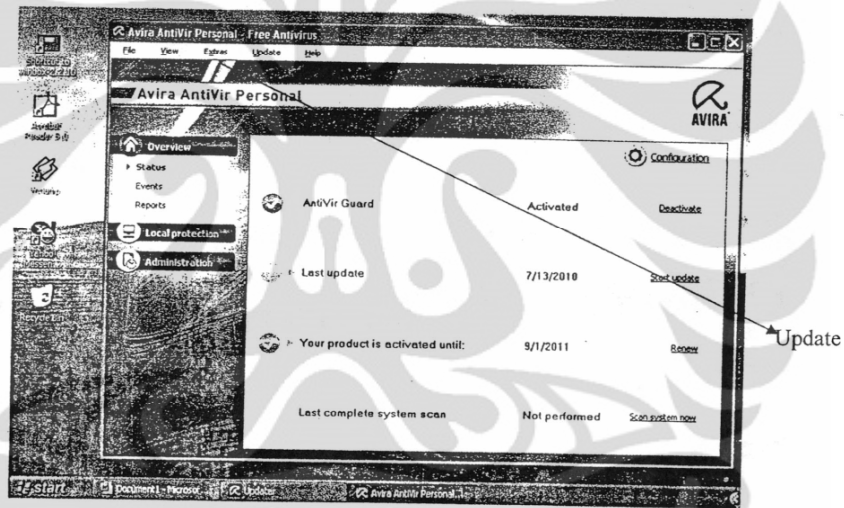 Avira AntiVir Personal - Free Antivirus
File View Extras Update Help
Avira AntiVir Personal
AVIRA
Overview
Status
Events
Reports
Local protection
Administration
Configuration
AntiVir Guard Activated Deactivate
Last update 7/13/2010 Start update
Your product is activated until: 9/1/2011 Renew
Last complete system scan Not performed Scan system now
Update
Recycle Bin
start Document1 - Microsof... Updater Avira AntiVir Personal...